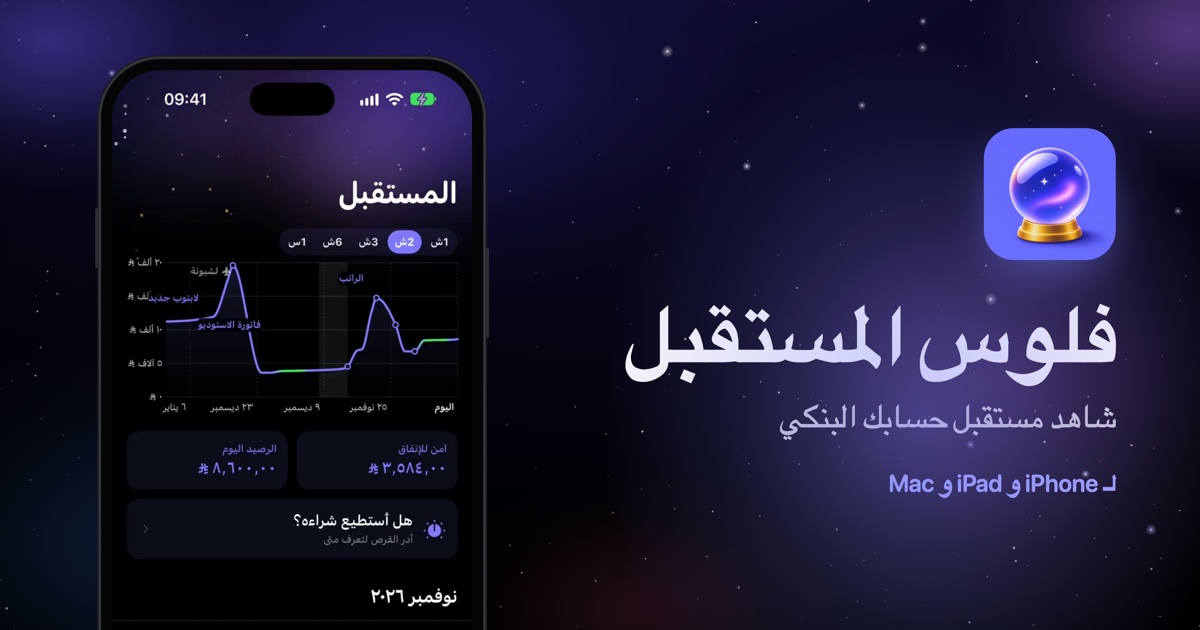 فلوس المستقبل
شاهد مستقبل حسابك البنكي
لـ iPhone و iPad و Mac
09:41
المستقبل
1ش 2ش 3ش 6ش 1س
٢٠ ألف
لشبونة
الراتب
لابتوب جديد
فاتورة الاستوديو
١٠ ألف
٥ آلاف
٠
اليوم ٢٥ نوفمبر ٩ ديسمبر ٢٣ ديسمبر ٦ يناير
آمن للإنفاق
٣,٥٨٤,٠٠
الرصيد اليوم
٨,٦٠٠,٠٠
هل أستطيع شراءه؟
أدر القرص لتعرف متى
نوفمبر ٢٠٢٦